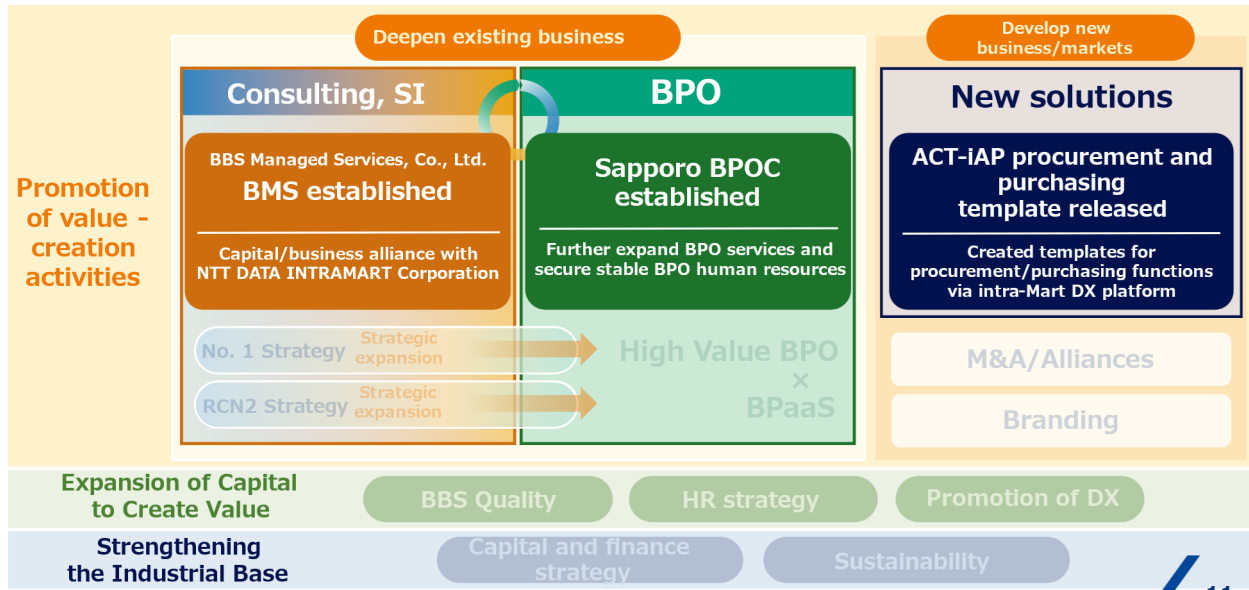 Deepen existing business
Develop new
business/markets
Consulting, SI
BPO
New solutions
Promotion
of value -
creation
activities
BBS Managed Services, Co., Ltd.
BMS established
Capital/business alliance with
NTT DATA INTRAMART Corporation
Sapporo BPOC
established
Further expand BPO services and
secure stable BPO human resources
ACT-iAP procurement and
purchasing
template released
Created templates for
procurement/purchasing functions
via intra-Mart DX platform
No. 1 Strategy
Strategic
expansion
RCN2 Strategy
Strategic
expansion
High Value BPO
×
BPaaS
M&A/Alliances
Branding
Expansion of Capital
to Create Value
BBS Quality
HR strategy
Promotion of DX
Strengthening
the Industrial Base
Capital and finance
strategy
Sustainability
11